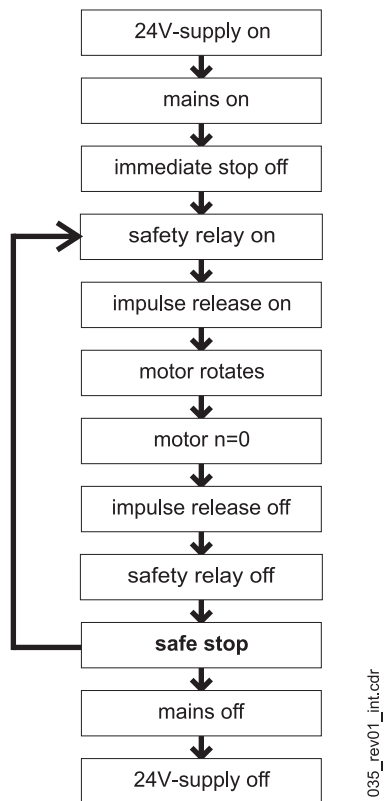 24V-supply on
mains on
immediate stop off
safety relay on
impulse release on
motor rotates
motor n=0
impulse release off
safety relay off
safe stop
mains off
24V-supply off
035_rev01_int.cdr